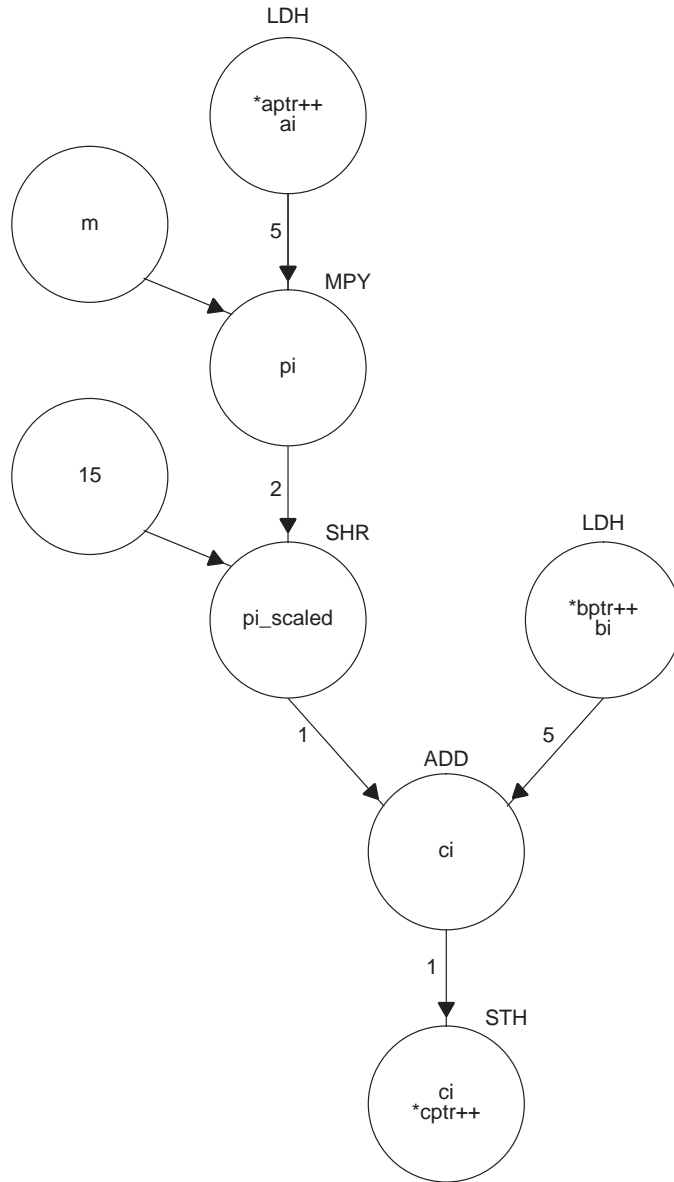 LDH
*aptr++
ai
m
5
MPY
pi
15
2
SHR
LDH
pi_scaled
*bptr++
bi
1
5
ADD
ci
1
STH
ci
*cptr++